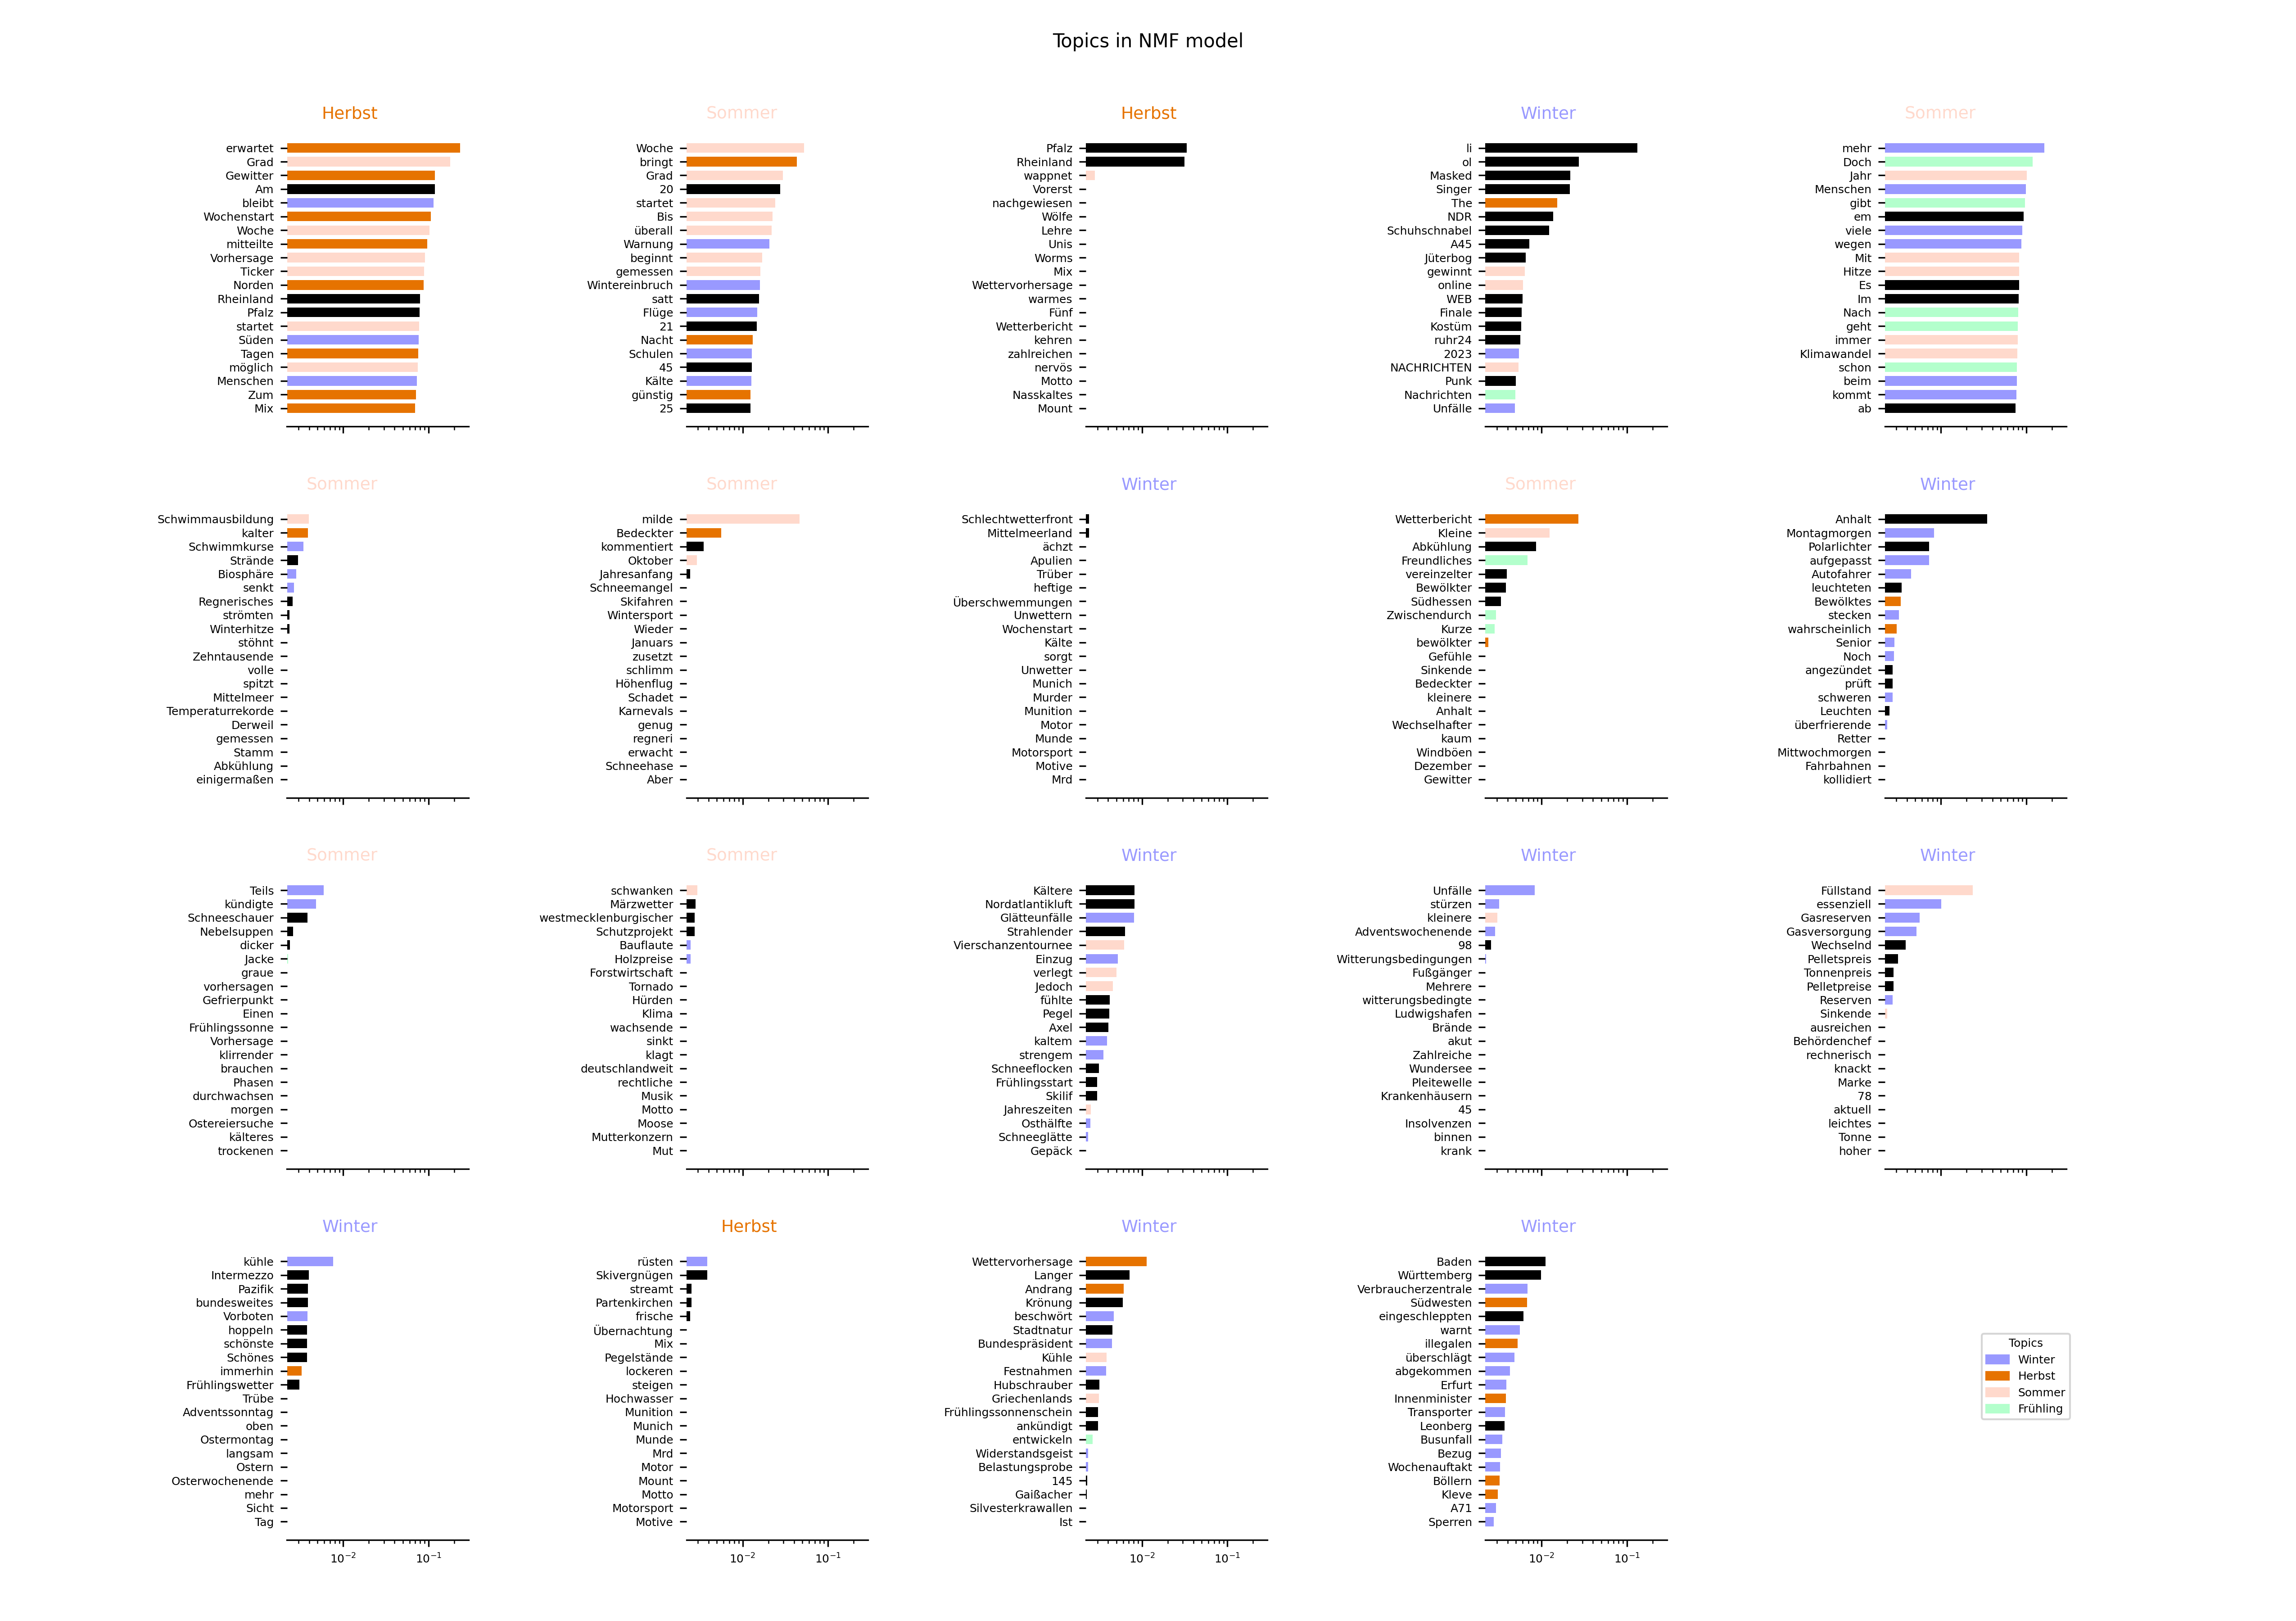 Topics in NMF model
Herbst
erwartet
Grad
Gewitter
Am
bleibt
Wochenstart
Woche
mitteilte
Vorhersage
Ticker
Norden
Rheinland
Pfalz
startet
Süden
Tagen
möglich
Menschen
Zum
Mix
Sommer
Woche
bringt
Grad
20
startet
Bis
überall
Warnung
beginnt
gemessen
Wintereinbruch
satt
Flüge
21
Nacht
Schulen
45
Kälte
günstig
25
Herbst
Pfalz
Rheinland
wappnet
Vorerst
nachgewiesen
Wölfe
Lehre
Unis
Worms
Mix
Wettervorhersage
warmes
Fünf
Wetterbericht
kehren
zahlreichen
nervös
Motto
Nasskaltes
Mount
Winter
li
ol
Masked
Singer
The
NDR
Schuhschnabel
A45
Jüterbog
gewinnt
online
WEB
Finale
Kostüm
ruhr24
2023
NACHRICHTEN
Punk
Nachrichten
Unfälle
Sommer
mehr
Doch
Jahr
Menschen
gibt
em
viele
wegen
Mit
Hitze
Es
Im
Nach
geht
immer
Klimawandel
schon
beim
kommt
ab
Sommer
Schwimmausbildung
kalter
Schwimmkurse
Strände
Biosphäre
senkt
Regnerisches
strömten
Winterhitze
stöhnt
Zehntausende
volle
spitzt
Mittelmeer
Temperaturrekorde
Derweil
gemessen
Stamm
Abkühlung
einigermaßen
Sommer
milde
Bedeckter
kommentiert
Oktober
Jahresanfang
Schneemangel
Skifahren
Wintersport
Wieder
Januars
zusetzt
schlimm
Höhenflug
Schadet
Karnevals
genug
regneri
erwacht
Schneehase
Aber
Winter
Schlechtwetterfront
Mittelmeerland
ächzt
Apulien
Trüber
heftige
Überschwemmungen
Unwettern
Wochenstart
Kälte
sorgt
Unwetter
Munich
Murder
Munition
Motor
Munde
Motorsport
Motive
Mrd
Sommer
Wetterbericht
Kleine
Abkühlung
Freundliches
vereinzelter
Bewölkter
Südhessen
Zwischendurch
Kurze
bewölkter
Gefühle
Sinkende
Bedeckter
kleinere
Anhalt
Wechselhafter
kaum
Windböen
Dezember
Gewitter
Winter
Anhalt
Montagmorgen
Polarlichter
aufgepasst
Autofahrer
leuchteten
Bewölktes
stecken
wahrscheinlich
Senior
Noch
angezündet
prüft
schweren
Leuchten
überfrierende
Retter
Mittwochmorgen
Fahrbahnen
kollidiert
Sommer
Teils
kündigte
Schneeschauer
Nebelsuppen
dicker
Jacke
graue
vorhersagen
Gefrierpunkt
Einen
Frühlingssonne
Vorhersage
klirrender
brauchen
Phasen
durchwachsen
morgen
Ostereiersuche
kälteres
trockenen
Sommer
schwanken
Märzwetter
westmecklenburgischer
Schutzprojekt
Bauflaute
Holzpreise
Forstwirtschaft
Tornado
Hürden
Klima
wachsende
sinkt
klagt
deutschlandweit
rechtliche
Musik
Motto
Moose
Mutterkonzern
Mut
Winter
Kältere
Nordatlantikluft
Glätteunfälle
Strahlender
Vierschanzentournee
Einzug
verlegt
Jedoch
fühlte
Pegel
Axel
kaltem
strengem
Schneeflocken
Frühlingsstart
Skilif
Jahreszeiten
Osthälfte
Schneeglätte
Gepäck
Winter
Unfälle
stürzen
kleinere
Adventswochenende
98
Witterungsbedingungen
Fußgänger
Mehrere
witterungsbedingte
Ludwigshafen
Brände
akut
Zahlreiche
Wundersee
Pleitewelle
Krankenhäusern
45
Insolvenzen
binnen
krank
Winter
Füllstand
essenziell
Gasreserven
Gasversorgung
Wechselnd
Pelletspreis
Tonnenpreis
Pelletpreise
Reserven
Sinkende
ausreichen
Behördenchef
rechnerisch
knackt
Marke
78
aktuell
leichtes
Tonne
hoher
Winter
kühle
Intermezzo
Pazifik
bundesweites
Vorboten
hoppeln
schönste
Schönes
immerhin
Frühlingswetter
Trübe
Adventssonntag
oben
Ostermontag
langsam
Ostern
Osterwochenende
mehr
Sicht
Tag
10⁻² 10⁻¹
Herbst
rüsten
Skivergnügen
streamt
Partenkirchen
frische
Übernachtung
Mix
Pegelstände
lockeren
steigen
Hochwasser
Munition
Munich
Munde
Mrd
Motor
Mount
Motto
Motorsport
Motive
10⁻² 10⁻¹
Winter
Wettervorhersage
Langer
Andrang
Krönung
beschwört
Stadtnatur
Bundespräsident
Kühle
Festnahmen
Hubschrauber
Griechenlands
Frühlingssonnenschein
ankündigt
entwickeln
Widerstandsgeist
Belastungsprobe
145
Gaißacher
Silvesterkrawallen
Ist
10⁻² 10⁻¹
Winter
Baden
Württemberg
Verbraucherzentrale
Südwesten
eingeschleppten
warnt
illegalen
überschlägt
abgekommen
Erfurt
Innenminister
Transporter
Leonberg
Busunfall
Bezug
Wochenauftakt
Böllern
Kleve
A71
Sperren
10⁻² 10⁻¹
Topics
Winter
Herbst
Sommer
Frühling